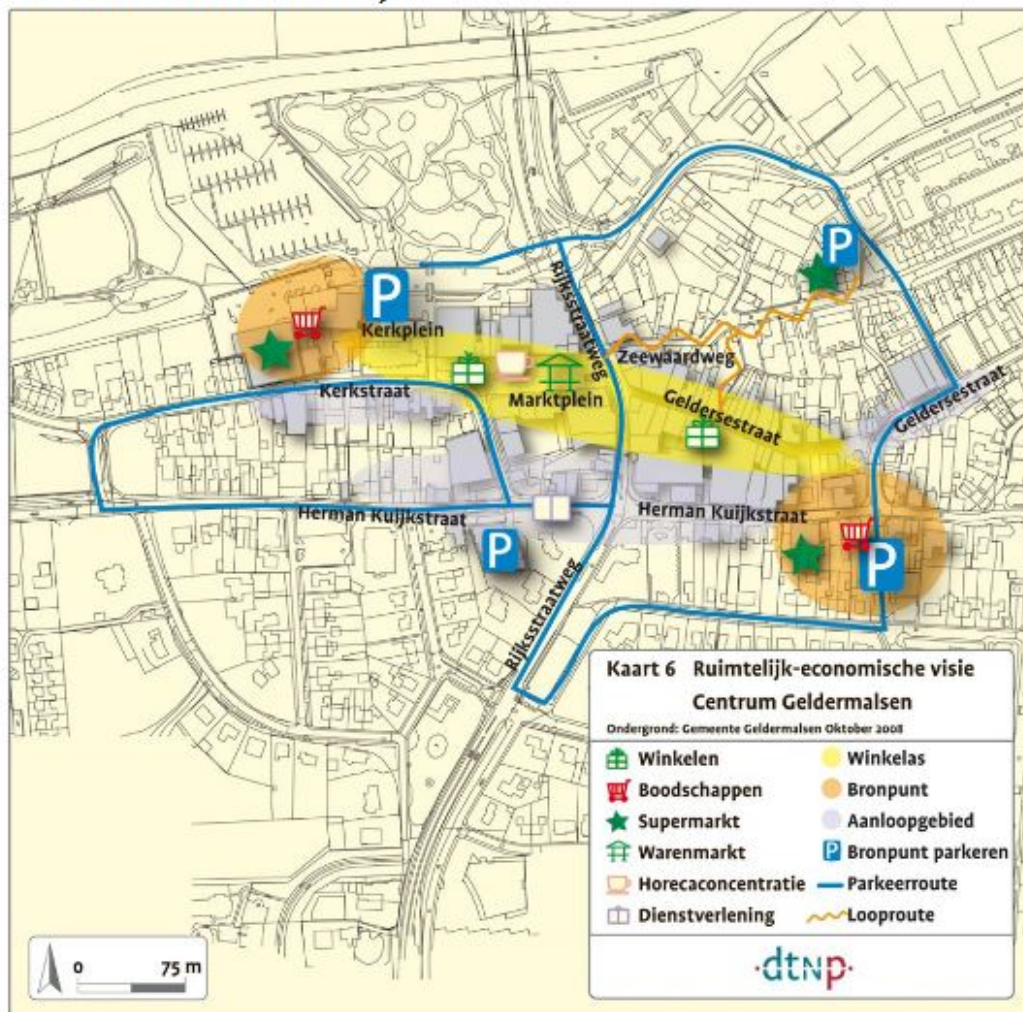 P
Kerkplein
Rijksstraatweg
Zeewaardweg
P
Kerkstraat
Marktplein
Geldersestraat
Geldersestraat
Herman Kuijkstraat
Herman Kuijkstraat
P
P
Rijksstraatweg
Kaart 6 Ruimtelijk-economische visie
Centrum Geldermalsen
Ondergrond: Gemeente Geldermalsen Oktober 2008
Winkelen
Boodschappen
Supermarkt
Warenmarkt
Horecaconcentratie
Dienstverlening
Winkelas
Bronpunt
Aanloopgebied
P Bronpunt parkeren
Parkeerroute
Looproute
·dtnp·
0 75 m